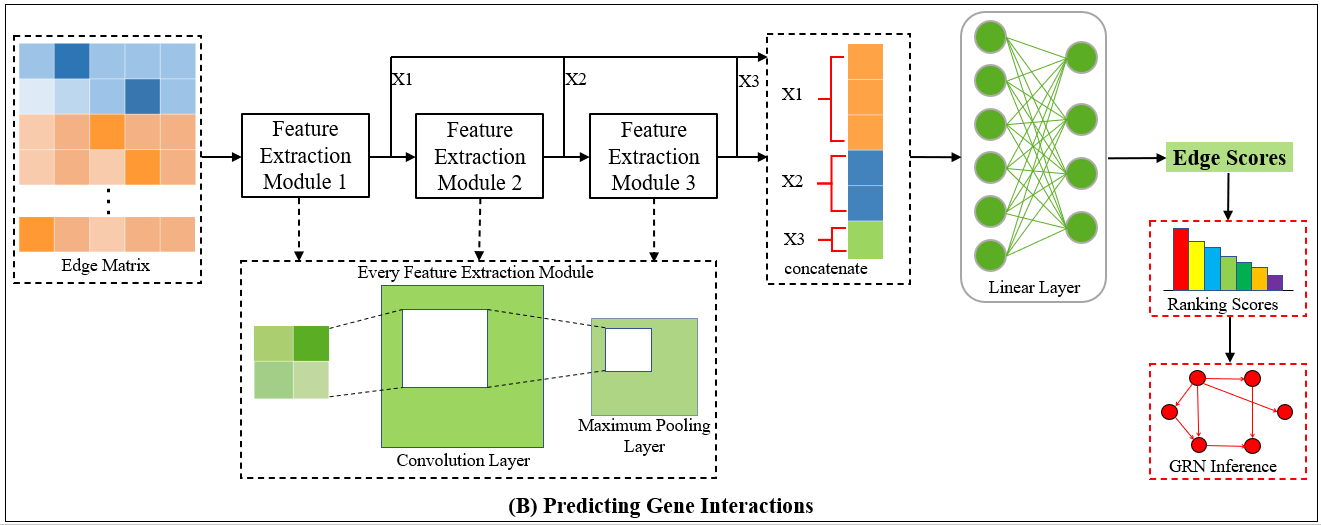 Edge Matrix
Feature
Extraction
Module 1
X1
Feature
Extraction
Module 2
X2
Feature
Extraction
Module 3
X3
Every Feature Extraction Module
Convolution Layer
Maximum Pooling
Layer
X1
X2
X3
concatenate
Linear Layer
Edge Scores
Ranking Scores
GRN Inference
(B) Predicting Gene Interactions